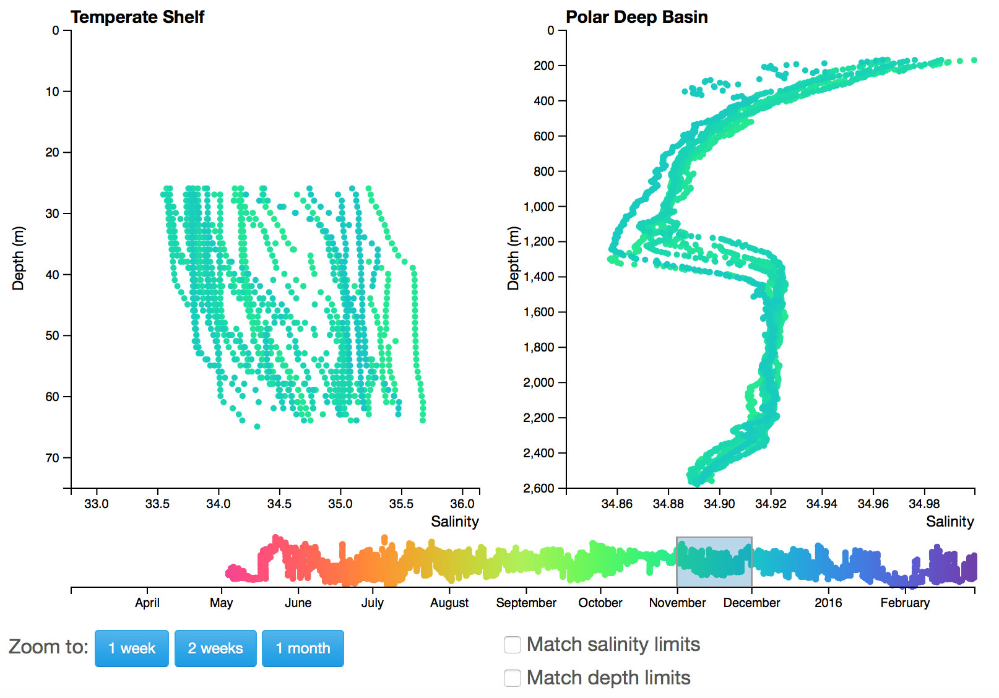 Temperate Shelf
0
10
20
30
40
50
60
70
Depth (m)
33.0 33.5 34.0 34.5 35.0 35.5 36.0
Salinity
Polar Deep Basin
0
200
400
600
800
1,000
1,200
1,400
1,600
1,800
2,000
2,200
2,400
2,600
Depth (m)
34.86 34.88 34.90 34.92 34.94 34.96 34.98
Salinity
April May June July August September October November December 2016 February
Zoom to: 1 week 2 weeks 1 month
Match salinity limits
Match depth limits